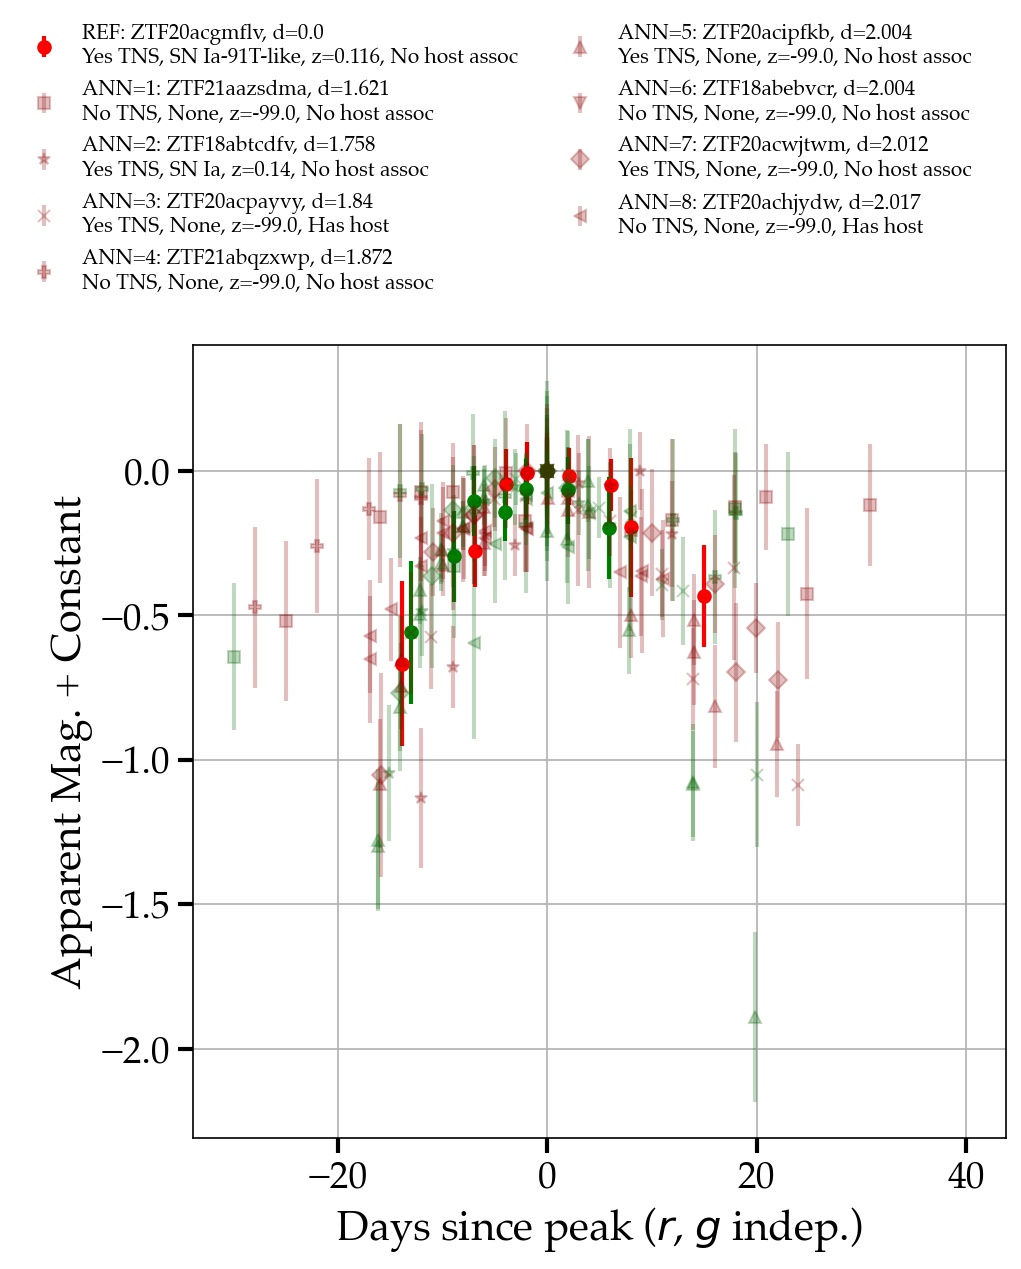 REF: ZTF20acgmflv, d=0.0
Yes TNS, SN Ia-91T-like, z=0.116, No host assoc
ANN=1: ZTF21aazsdma, d=1.621
No TNS, None, z=-99.0, No host assoc
ANN=2: ZTF18abtcdfv, d=1.758
Yes TNS, SN Ia, z=0.14, No host assoc
ANN=3: ZTF20acpayvy, d=1.84
Yes TNS, None, z=-99.0, Has host
ANN=4: ZTF21abqzxwp, d=1.872
No TNS, None, z=-99.0, No host assoc
ANN=5: ZTF20acipfkb, d=2.004
Yes TNS, None, z=-99.0, No host assoc
ANN=6: ZTF18abebvcr, d=2.004
No TNS, None, z=-99.0, No host assoc
ANN=7: ZTF20acwjtwm, d=2.012
Yes TNS, None, z=-99.0, No host assoc
ANN=8: ZTF20achjydw, d=2.017
No TNS, None, z=-99.0, Has host
Apparent Mag. + Constant
0.0
−0.5
−1.0
−1.5
−2.0
−20 0 20 40
Days since peak (r, g indep.)